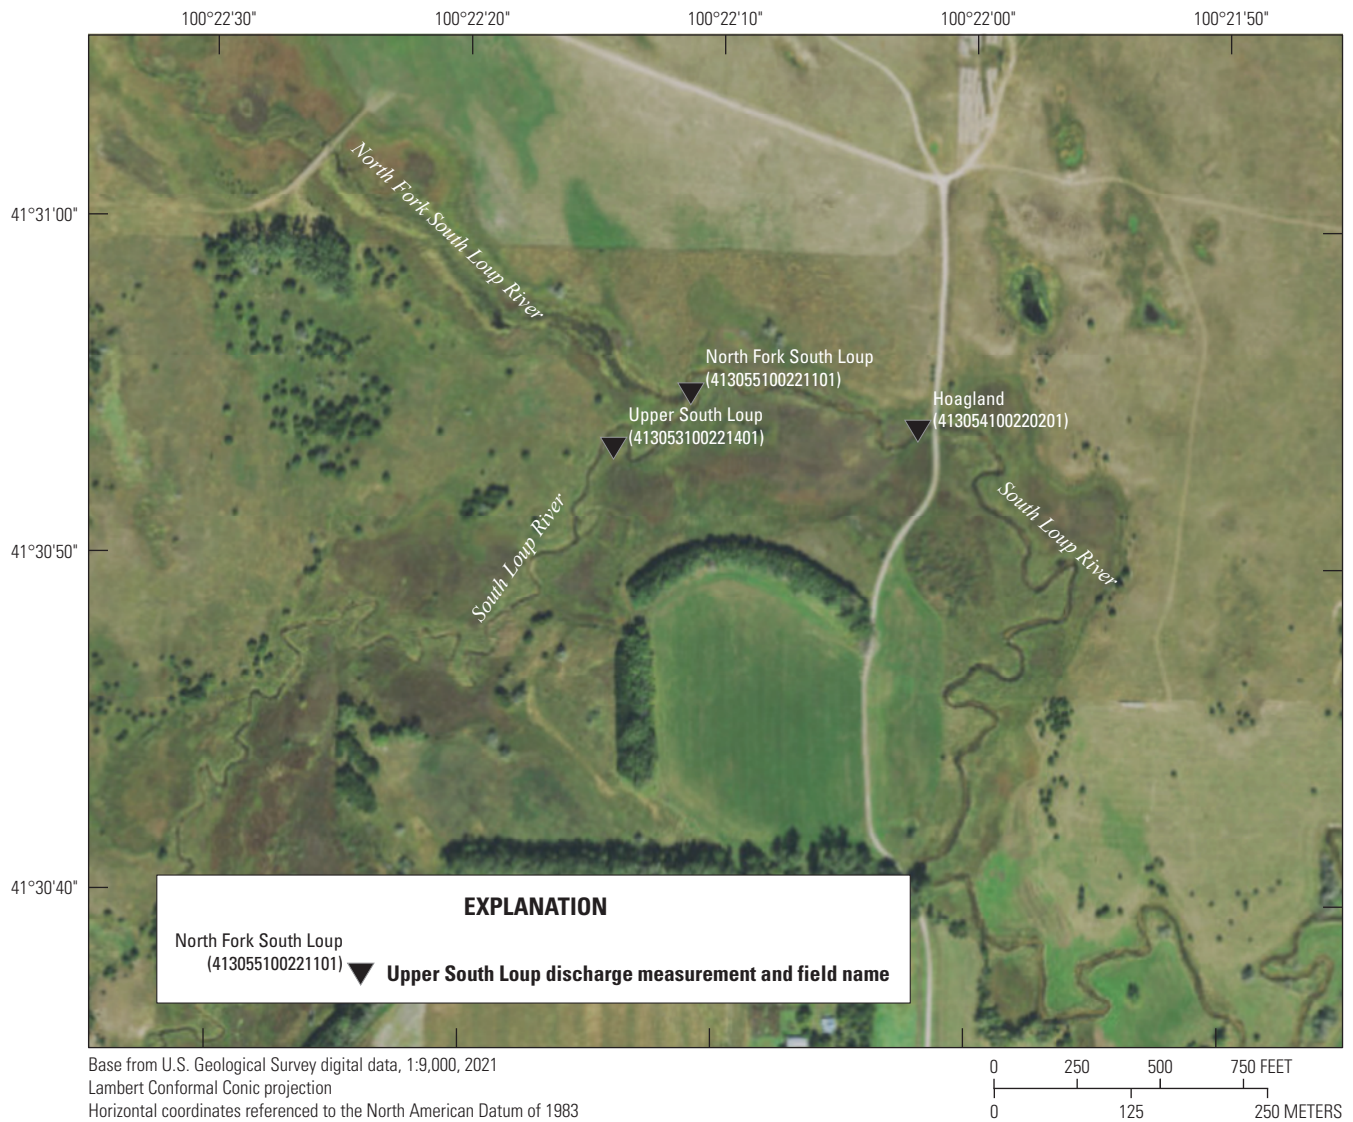 100°22'30"
100°22'20"
100°22'10"
100°22'00"
100°21'50"
41°31'00"
North Fork South Loup River
North Fork South Loup
(413055100221101)
Hoagland
(413054100220201)
Upper South Loup
(413053100221401)
South Loup River
South Loup River
41°30'50"
41°30'40"
EXPLANATION
North Fork South Loup
(413055100221101)
Upper South Loup discharge measurement and field name
Base from U.S. Geological Survey digital data, 1:9,000, 2021
Lambert Conformal Conic projection
Horizontal coordinates referenced to the North American Datum of 1983
0 250 500 750 FEET
0 125 250 METERS